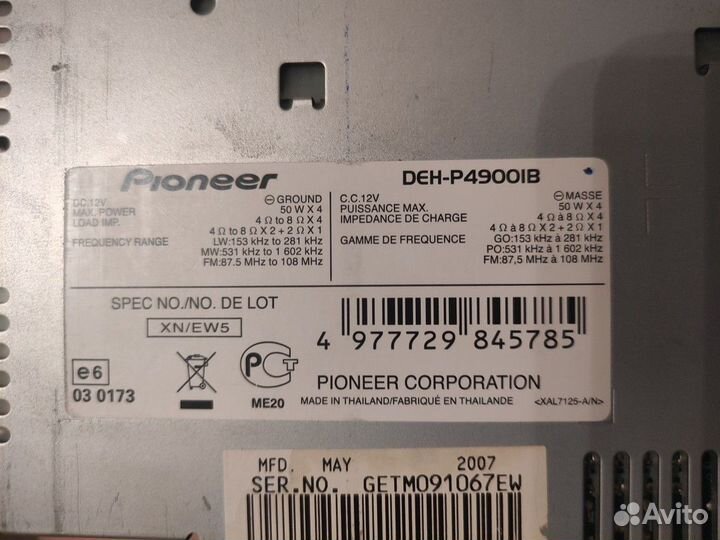 Pioneer
DEH-P4900IB
DC.12V ⊖GROUND
MAX. POWER 50 W X 4
LOAD IMP. 4 Ω to 8 Ω X 4
4 Ω to 8 Ω X 2 + 2 Ω X 1
FREQUENCY RANGE LW:153 kHz to 281 kHz
MW:531 kHz to 1 602 kHz
FM:87.5 MHz to 108 MHz
C.C.12V ⊖MASSE
PUISSANCE MAX. 50 W X 4
IMPEDANCE DE CHARGE 4 Ω à 8 Ω X 4
4 Ω à 8 Ω X 2 + 2 Ω X 1
GAMME DE FREQUENCE GO:153 kHz à 281 kHz
PO:531 kHz à 1 602 kHz
FM:87,5 MHz à 108 MHz
SPEC NO./NO. DE LOT
XN/EW5
4 977729 845785
e6
03 0173
PCT
ME20
PIONEER CORPORATION
MADE IN THAILAND/FABRIQUÉ EN THAILANDE <XAL7125-A/N>
MFD. MAY 2007
SER.NO. GETM091067EW
Avito